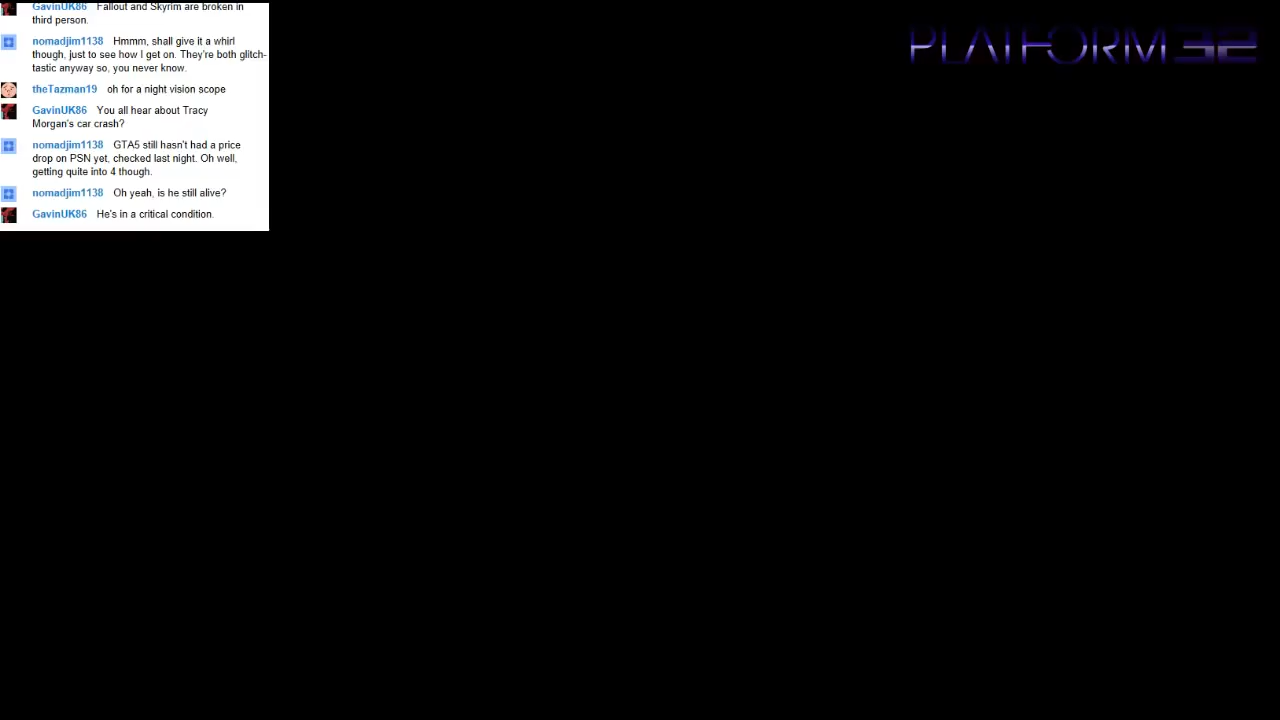 GavinUK86 Fallout and Skyrim are broken in
third person.
nomadjim1138 Hmmm, shall give it a whirl
though, just to see how I get on. They're both glitch-
tastic anyway so, you never know.
theTazman19 oh for a night vision scope
GavinUK86 You all hear about Tracy
Morgan's car crash?
nomadjim1138 GTA5 still hasn't had a price
drop on PSN yet, checked last night. Oh well,
getting quite into 4 though.
nomadjim1138 Oh yeah, is he still alive?
GavinUK86 He's in a critical condition.
PLATFORM32